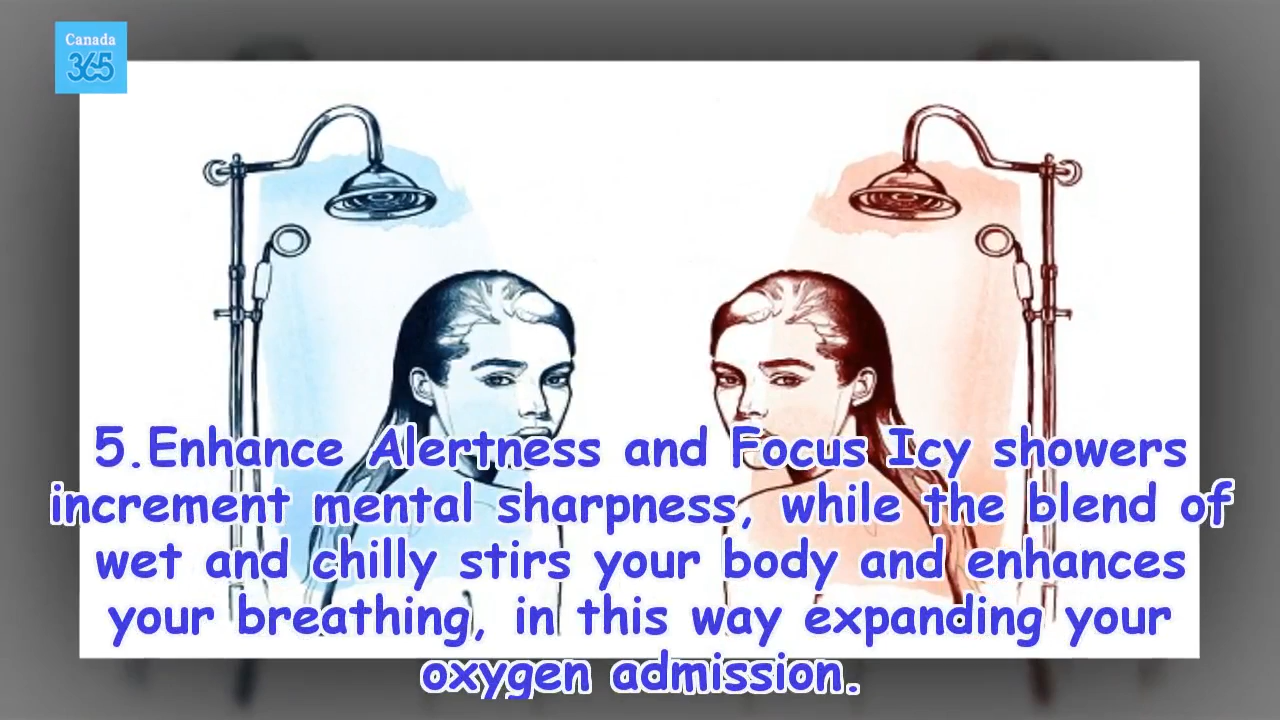 Canada
365
5.Enhance Alertness and Focus Icy showers
increment mental sharpness, while the blend of
wet and chilly stirs your body and enhances
your breathing, in this way expanding your
oxygen admission.